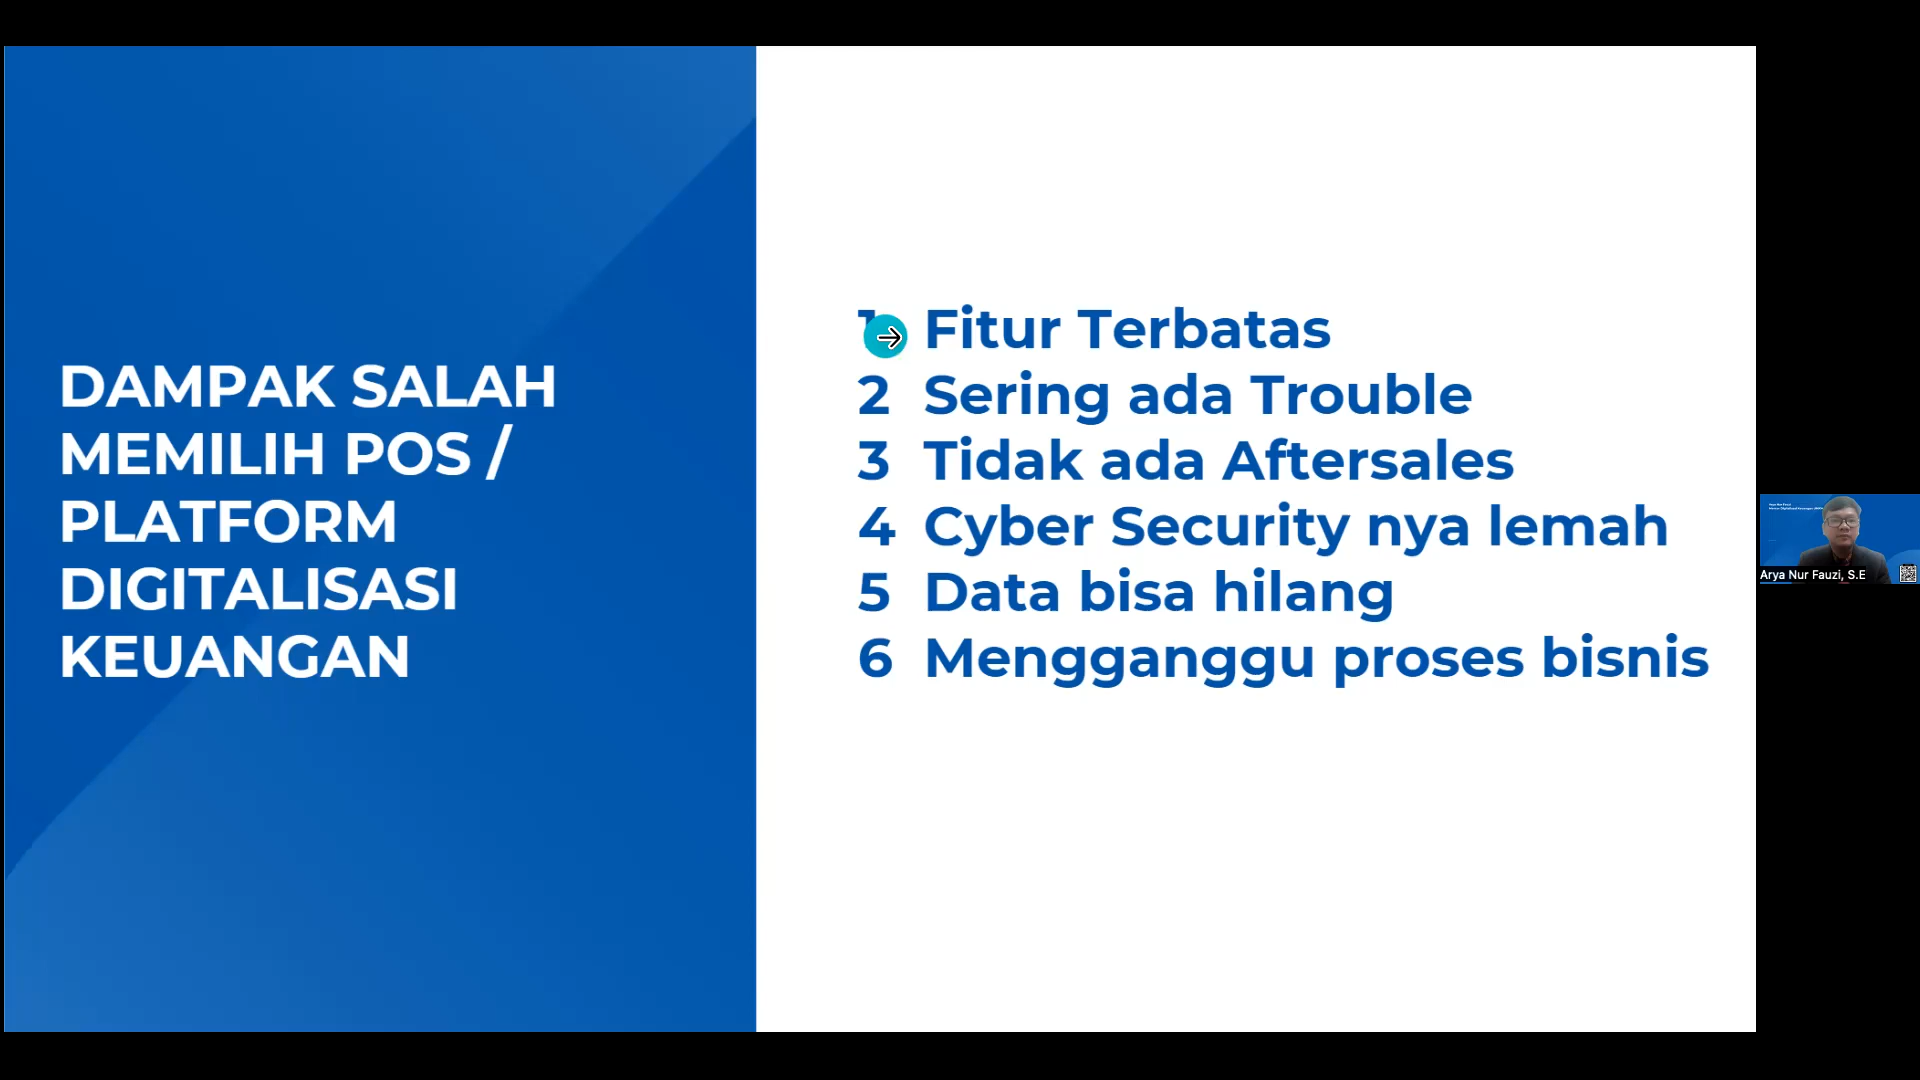 DAMPAK SALAH
MEMILIH POS /
PLATFORM
DIGITALISASI
KEUANGAN
1 Fitur Terbatas
2 Sering ada Trouble
3 Tidak ada Aftersales
4 Cyber Security nya lemah
5 Data bisa hilang
6 Mengganggu proses bisnis
Arya Nur Fauzi, S.E